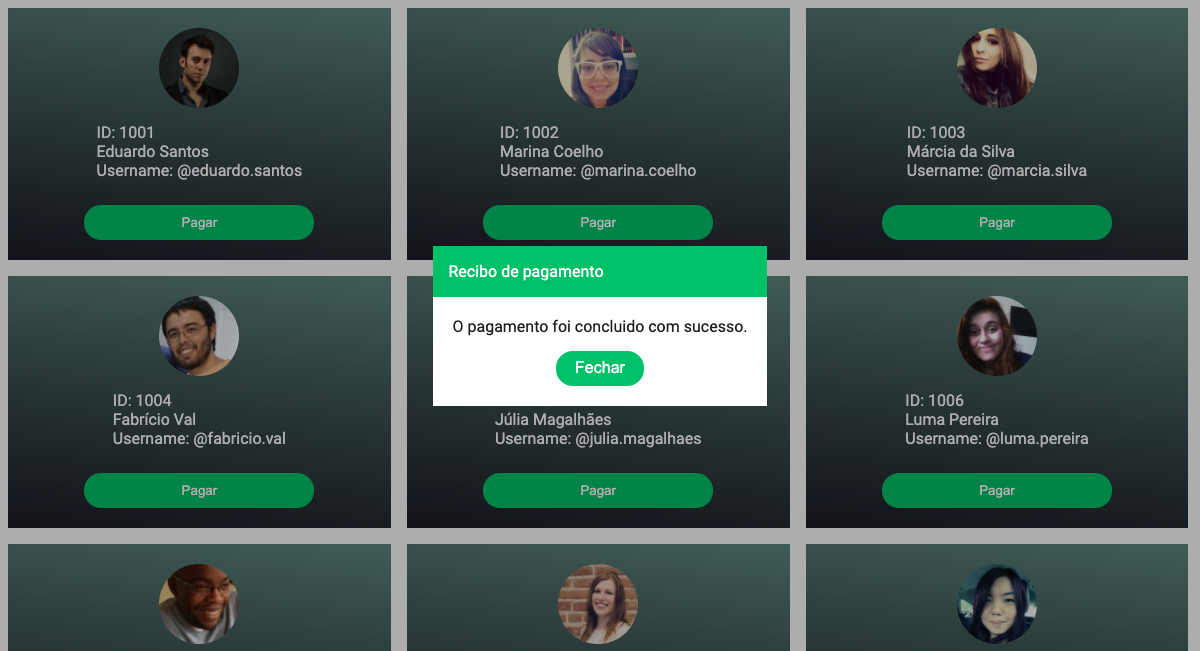 ID: 1001
Eduardo Santos
Username: @eduardo.santos
Pagar
ID: 1002
Marina Coelho
Username: @marina.coelho
Pagar
ID: 1003
Márcia da Silva
Username: @marcia.silva
Pagar
Recibo de pagamento
O pagamento foi concluido com sucesso.
Fechar
ID: 1004
Fabrício Val
Username: @fabricio.val
Pagar
Júlia Magalhães
Username: @julia.magalhaes
Pagar
ID: 1006
Luma Pereira
Username: @luma.pereira
Pagar